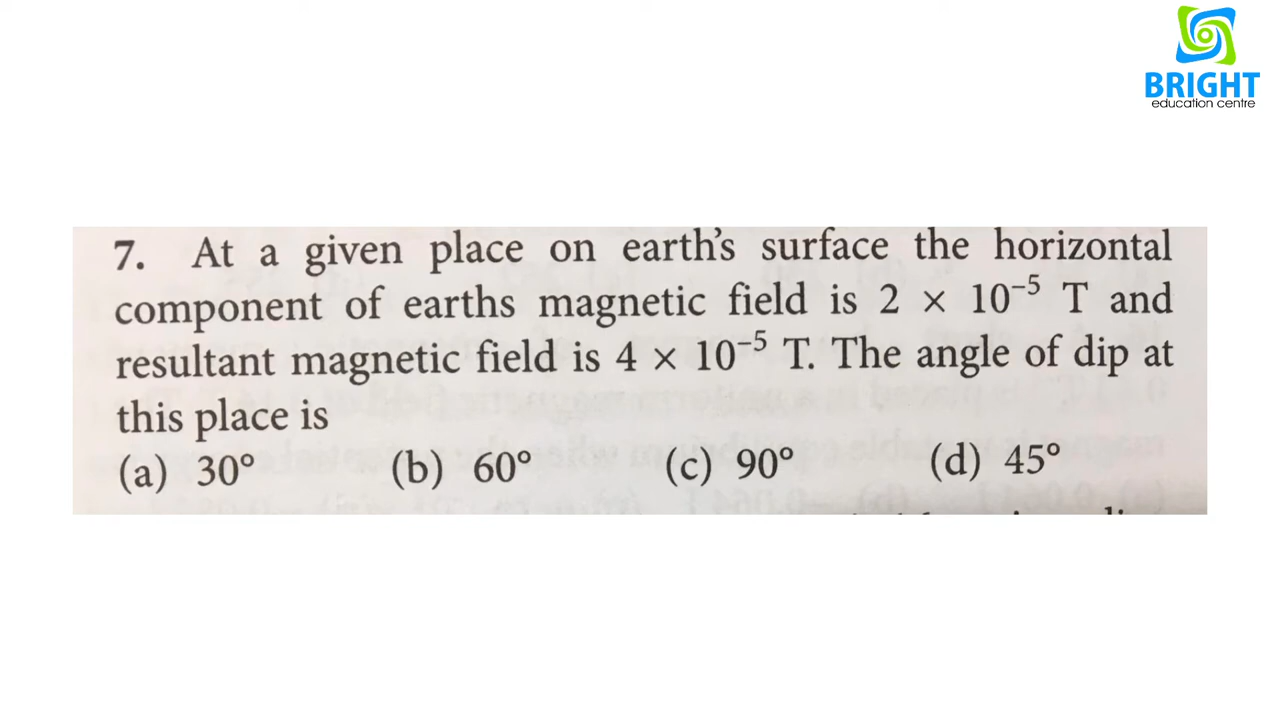 BRIGHT
education centre
7. At a given place on earth's surface the horizontal
component of earths magnetic field is 2 × 10⁻⁵ T and
resultant magnetic field is 4 × 10⁻⁵ T. The angle of dip at
this place is
(a) 30° (b) 60° (c) 90° (d) 45°